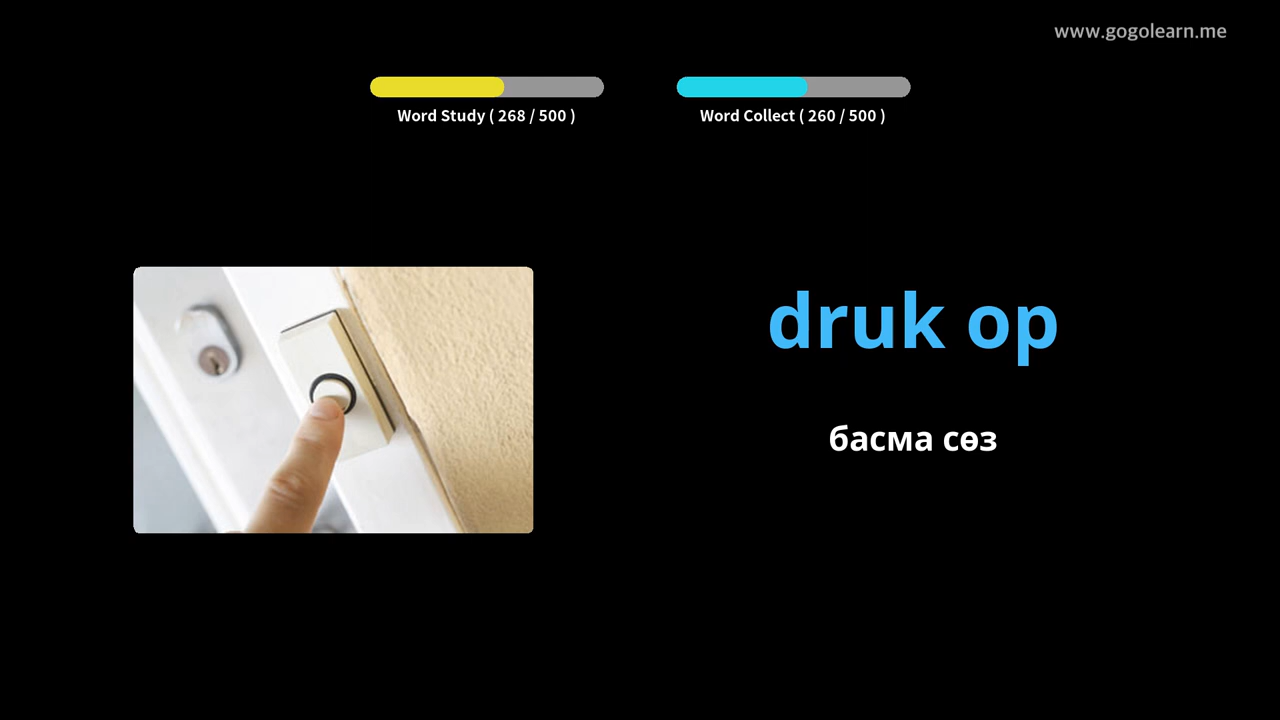 www.gogolearn.me
Word Study ( 268 / 500 )
Word Collect ( 260 / 500 )
druk op
басма сөз